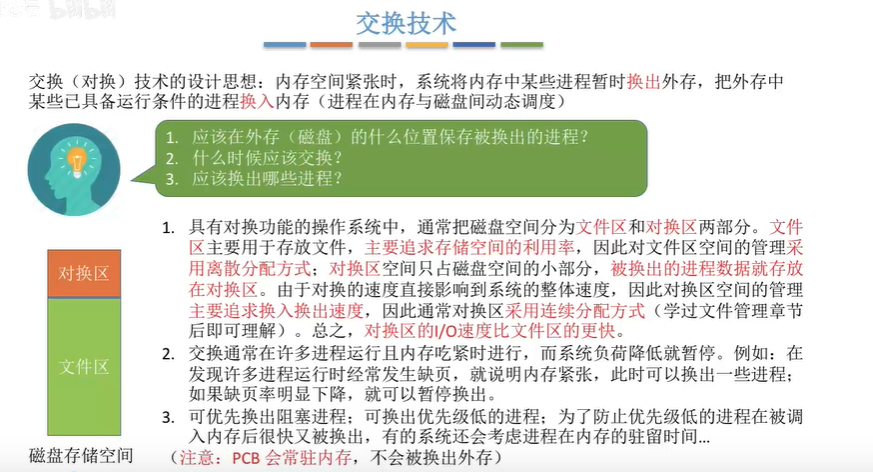 bilibili
交换技术
交换（对换）技术的设计思想：内存空间紧张时，系统将内存中某些进程暂时换出外存，把外存中
某些已具备运行条件的进程换入内存（进程在内存与磁盘间动态调度）
1. 应该在外存（磁盘）的什么位置保存被换出的进程？
2. 什么时候应该交换？
3. 应该换出哪些进程？
1. 具有对换功能的操作系统中，通常把磁盘空间分为文件区和对换区两部分。文件
区主要用于存放文件，主要追求存储空间的利用率，因此对文件区空间的管理采
用离散分配方式；对换区空间只占磁盘空间的小部分，被换出的进程数据就存放
在对换区。由于对换的速度直接影响到系统的整体速度，因此对换区空间的管理
主要追求换入换出速度，因此通常对换区采用连续分配方式（学过文件管理章节
后即可理解）。总之，对换区的I/O速度比文件区的更快。
2. 交换通常在许多进程运行且内存吃紧时进行，而系统负荷降低就暂停。例如：在
发现许多进程运行时经常发生缺页，就说明内存紧张，此时可以换出一些进程；
如果缺页率明显下降，就可以暂停换出。
3. 可优先换出阻塞进程；可换出优先级低的进程；为了防止优先级低的进程在被调
入内存后很快又被换出，有的系统还会考虑进程在内存的驻留时间…
（注意：PCB 会常驻内存，不会被换出外存）
对换区
文件区
磁盘存储空间